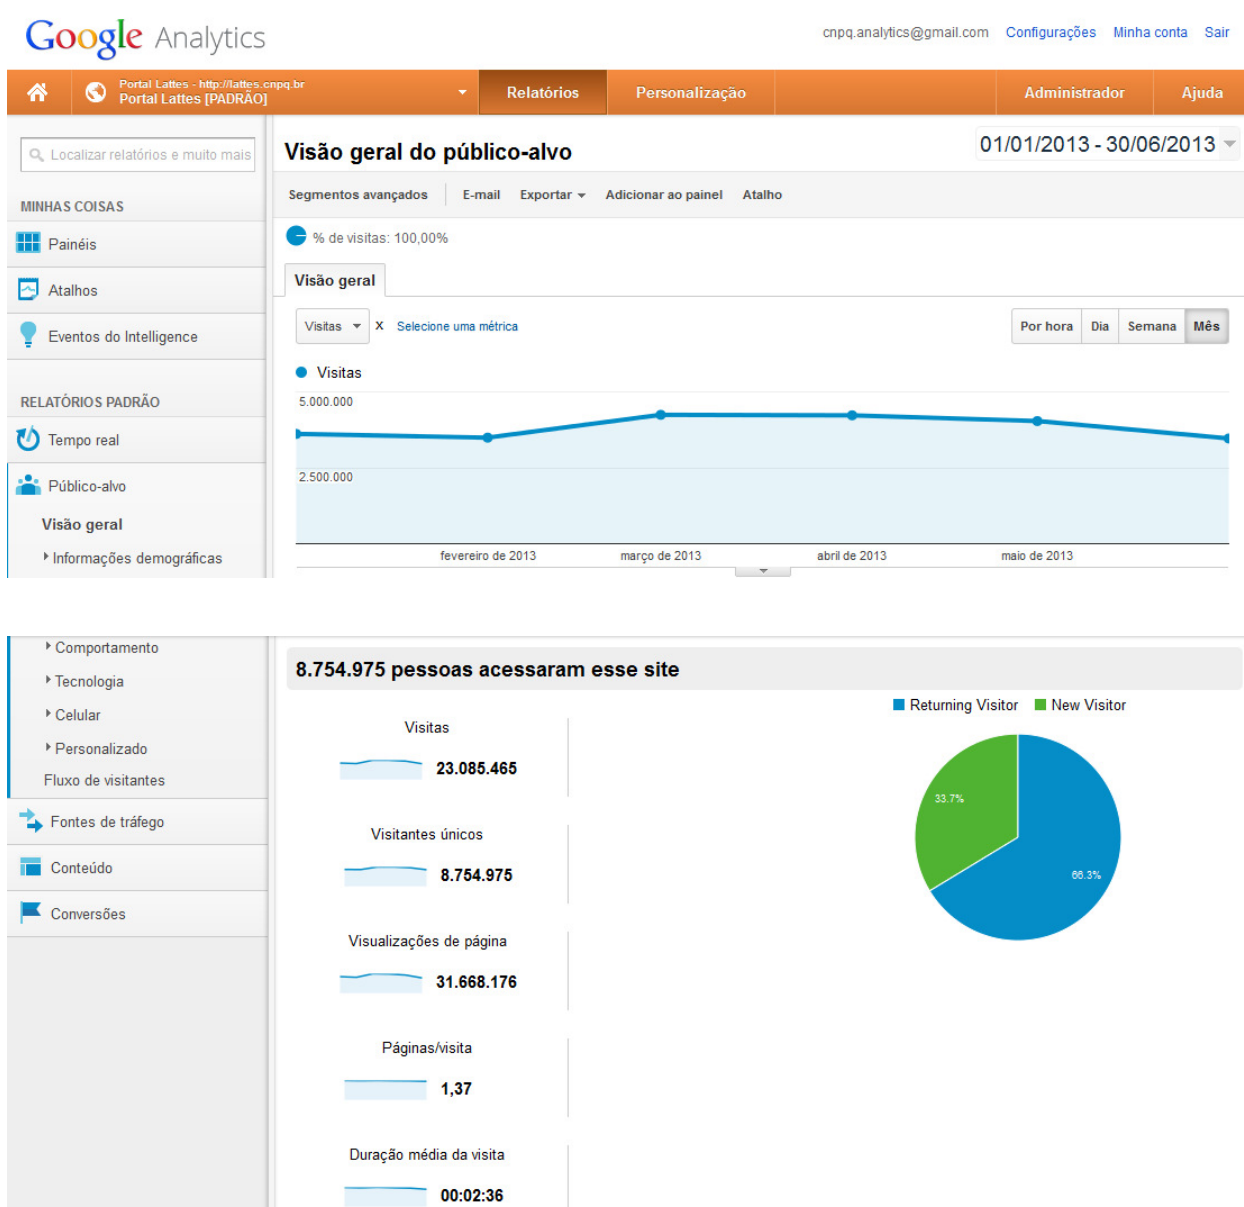 Google Analytics
cnpq.analytics@gmail.com Configurações Minha conta Sair
Portal Lattes - http://lattes.cnpq.br
Portal Lattes [PADRÃO]
Relatórios Personalização Administrador Ajuda
Localizar relatórios e muito mais
Visão geral do público-alvo
01/01/2013 - 30/06/2013
Segmentos avançados E-mail Exportar Adicionar ao painel Atalho
MINHAS COISAS
% de visitas: 100,00%
Painéis
Visão geral
Atalhos
Visitas x Selecione uma métrica
Por hora Dia Semana Mês
Eventos do Intelligence
Visitas
RELATÓRIOS PADRÃO
5.000.000
Tempo real
2.500.000
Público-alvo
Visão geral
Informações demográficas
fevereiro de 2013 março de 2013 abril de 2013 maio de 2013
Comportamento
Tecnologia
Celular
Personalizado
Fluxo de visitantes
Fontes de tráfego
Conteúdo
Conversões
8.754.975 pessoas acessaram esse site
Visitas
23.085.465
Visitantes únicos
8.754.975
Visualizações de página
31.668.176
Páginas/visita
1,37
Duração média da visita
00:02:36
Returning Visitor New Visitor
33.7%
66.3%